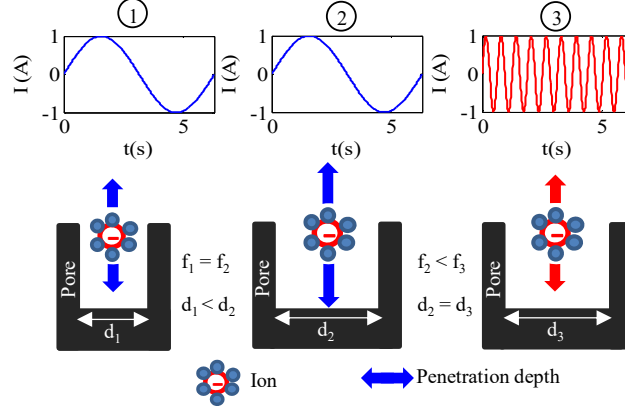 1
2
3
I (A)
1
0
-1
0
5
t(s)
I (A)
1
0
-1
0
5
t(s)
I (A)
1
0
-1
0
5
t(s)
Pore
d1
f1 = f2
d1 < d2
Pore
d2
f2 < f3
d2 = d3
Pore
d3
Ion
Penetration depth